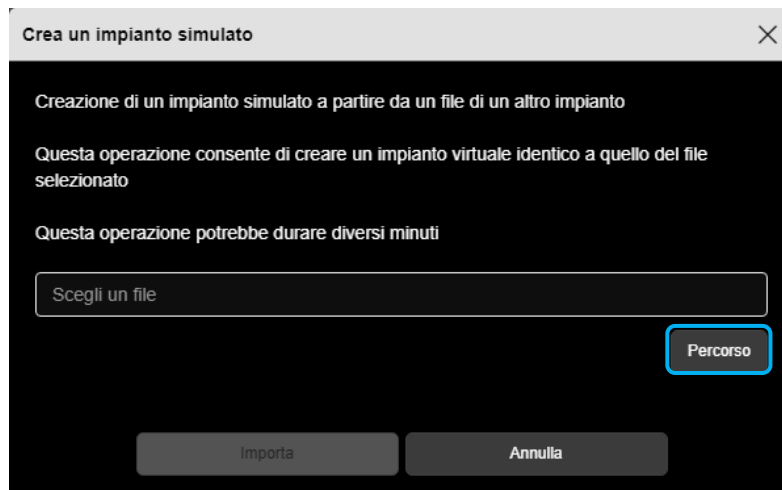 Crea un impianto simulato
Creazione di un impianto simulato a partire da un file di un altro impianto
Questa operazione consente di creare un impianto virtuale identico a quello del file
selezionato
Questa operazione potrebbe durare diversi minuti
Scegli un file
Percorso
Importa
Annulla